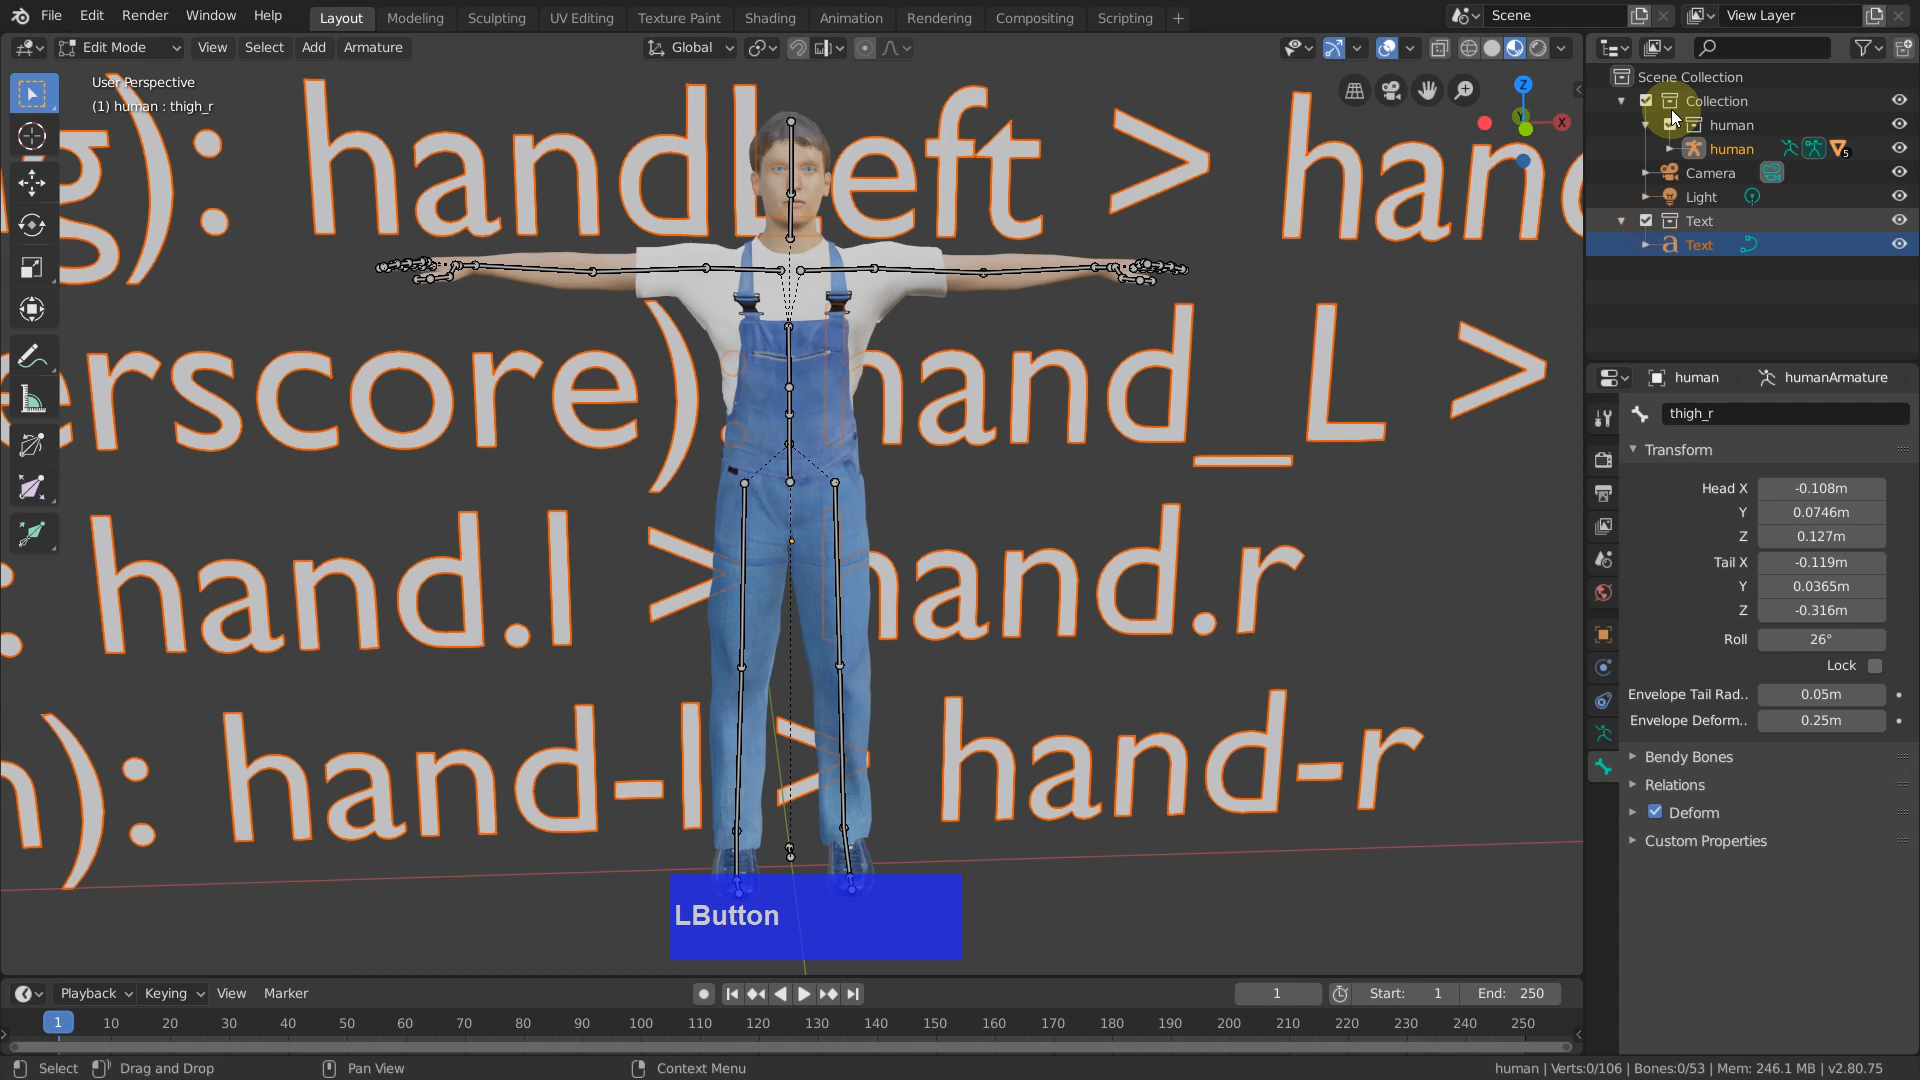 File Edit Render Window Help Layout Modeling Sculpting UV Editing Texture Paint Shading Animation Rendering Compositing Scripting + Scene View Layer
Edit Mode View Select Add Armature Global
User Perspective
(1) human : thigh_r
g): handLeft > hand
erscore) hand_L >
: hand.l > hand.r
n): hand-l > hand-r
Z
Y
X
LButton
Scene Collection
Collection
human
human 5
Camera
Light
Text
Text
human humanArmature
thigh_r
Transform
Head X -0.108m
Y 0.0746m
Z 0.127m
Tail X -0.119m
Y 0.0365m
Z -0.316m
Roll 26°
Lock
Envelope Tail Rad.. 0.05m
Envelope Deform.. 0.25m
Bendy Bones
Relations
Deform
Custom Properties
Playback Keying View Marker 1 Start: 1 End: 250
1 10 20 30 40 50 60 70 80 90 100 110 120 130 140 150 160 170 180 190 200 210 220 230 240 250
Select Drag and Drop Pan View Context Menu human | Verts:0/106 | Bones:0/53 | Mem: 246.1 MB | v2.80.75